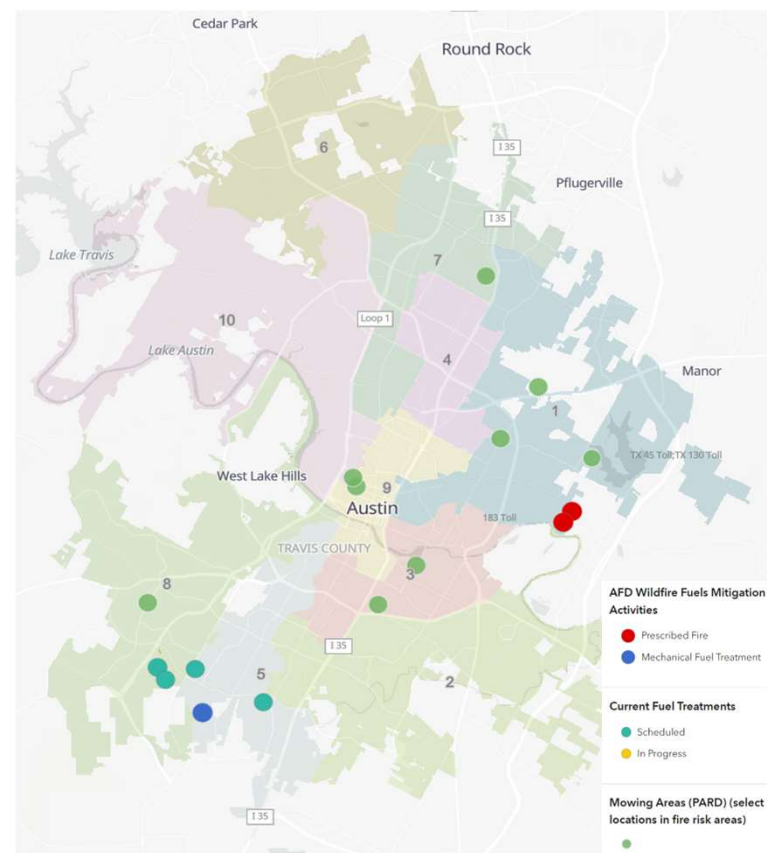 Cedar Park
Round Rock
6
I 35
Pflugerville
I 35
Lake Travis
7
10
Loop 1
Lake Austin
4
Manor
1
West Lake Hills
TX 45 Toll;TX 130 Toll
9
Austin
183 Toll
TRAVIS COUNTY
3
8
I 35
5
2
I 35
AFD Wildfire Fuels Mitigation
Activities
Prescribed Fire
Mechanical Fuel Treatment
Current Fuel Treatments
Scheduled
In Progress
Mowing Areas (PARD) (select
locations in fire risk areas)